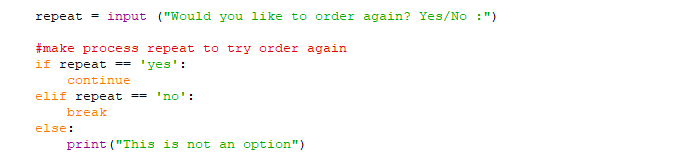 repeat = input ("Would you like to order again? Yes/No :")
#make process repeat to try order again
if repeat == 'yes':
continue
elif repeat == 'no':
break
else:
print("This is not an option")